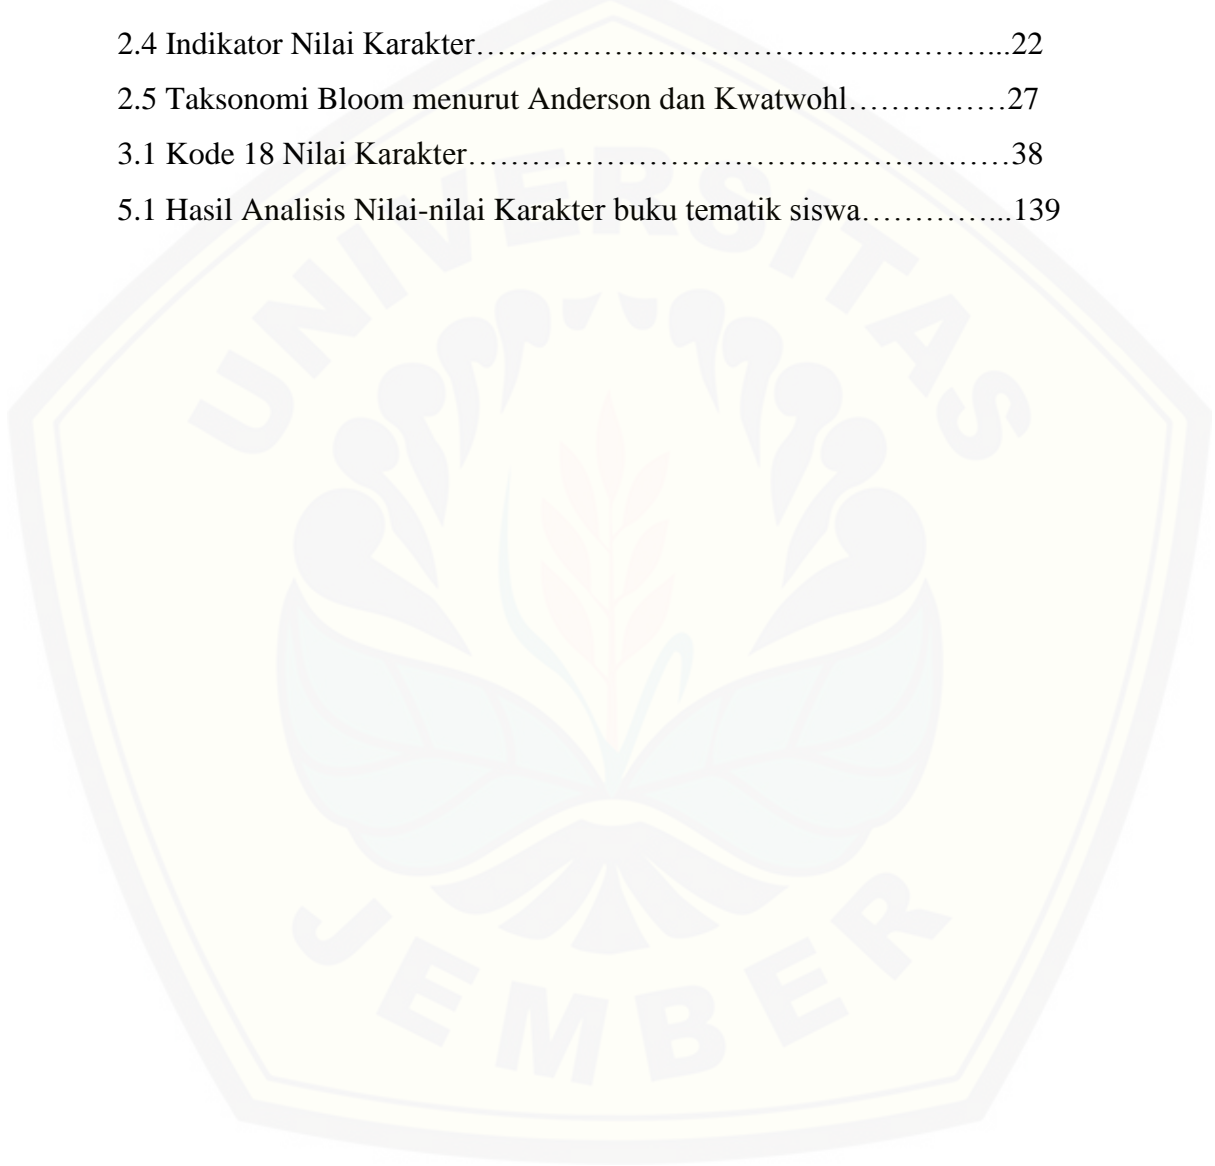 2.4 Indikator Nilai Karakter……………………………………………...22
2.5 Taksonomi Bloom menurut Anderson dan Kwatwohl……………27
3.1 Kode 18 Nilai Karakter………………………………………………38
5.1 Hasil Analisis Nilai-nilai Karakter buku tematik siswa…………...139
UNIVERSITAS
JEMBER